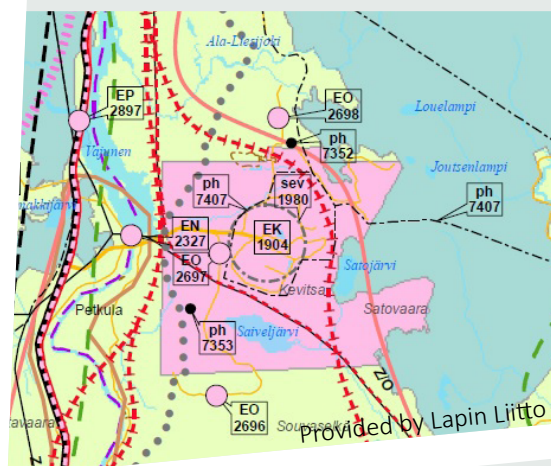 Ala-Liesijoki
EP
2897
EO
2698
Louelampi
ph
7352
Vajunen
Joutsenlampi
ph
7407
sev
1980
ph
7407
EN
2327
EK
1904
EO
2697
Satojärvi
Kevitsa
Petkula
Satovaara
Saiveljärvi
ph
7353
Z/O
EO
2696
Z
Provided by Lapin Liitto